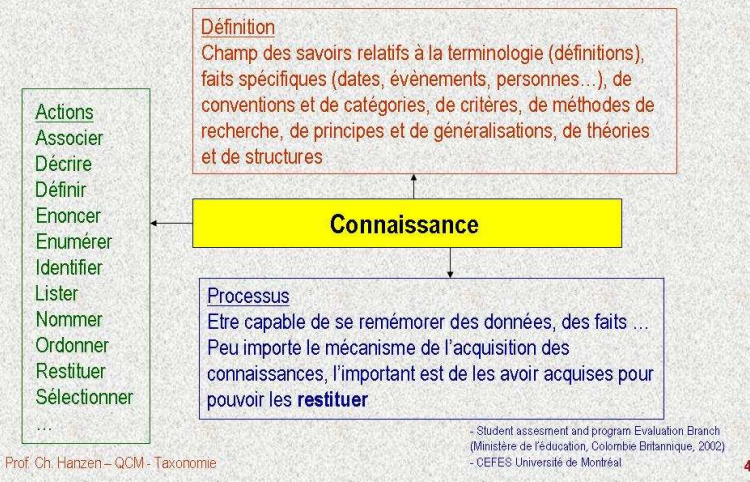 Définition
Champ des savoirs relatifs à la terminologie (définitions),
faits spécifiques (dates, évènements, personnes…), de
conventions et de catégories, de critères, de méthodes de
recherche, de principes et de généralisations, de théories
et de structures
Actions
Associer
Décrire
Définir
Enoncer
Enumérer
Identifier
Lister
Nommer
Ordonner
Restituer
Sélectionner
…
Connaissance
Processus
Etre capable de se remémorer des données, des faits …
Peu importe le mécanisme de l'acquisition des
connaissances, l'important est de les avoir acquises pour
pouvoir les restituer
- Student assesment and program Evaluation Branch
(Ministère de l'éducation, Colombie Britannique, 2002)
- CEFES Université de Montréal
Prof. Ch. Hanzen – QCM - Taxonomie
4